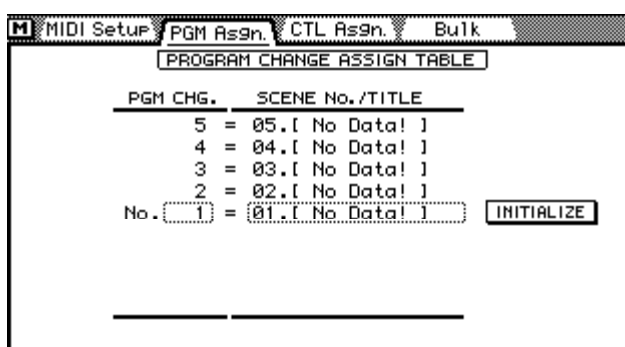 M MIDI Setup PGM Asgn. CTL Asgn. Bulk
PROGRAM CHANGE ASSIGN TABLE
PGM CHG. SCENE No./TITLE
5 = 05.[ No Data! ]
4 = 04.[ No Data! ]
3 = 03.[ No Data! ]
2 = 02.[ No Data! ]
No. 1 = 01.[ No Data! ] INITIALIZE